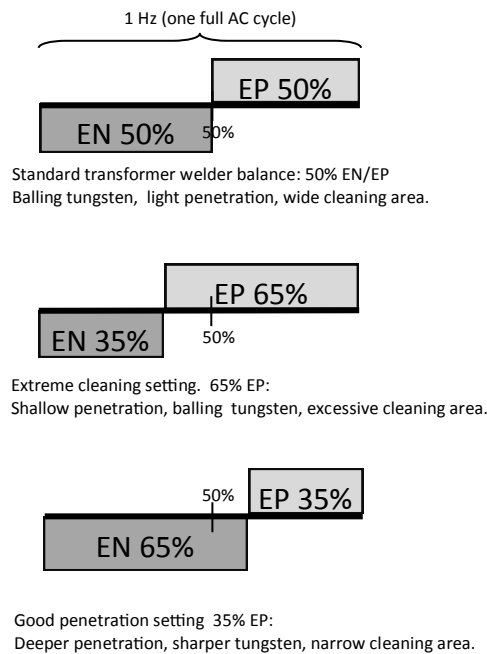 1 Hz (one full AC cycle)
EP 50%
EN 50%
50%
Standard transformer welder balance: 50% EN/EP
Balling tungsten, light penetration, wide cleaning area.
EP 65%
EN 35%
50%
Extreme cleaning setting. 65% EP:
Shallow penetration, balling tungsten, excessive cleaning area.
50%
EP 35%
EN 65%
Good penetration setting 35% EP:
Deeper penetration, sharper tungsten, narrow cleaning area.